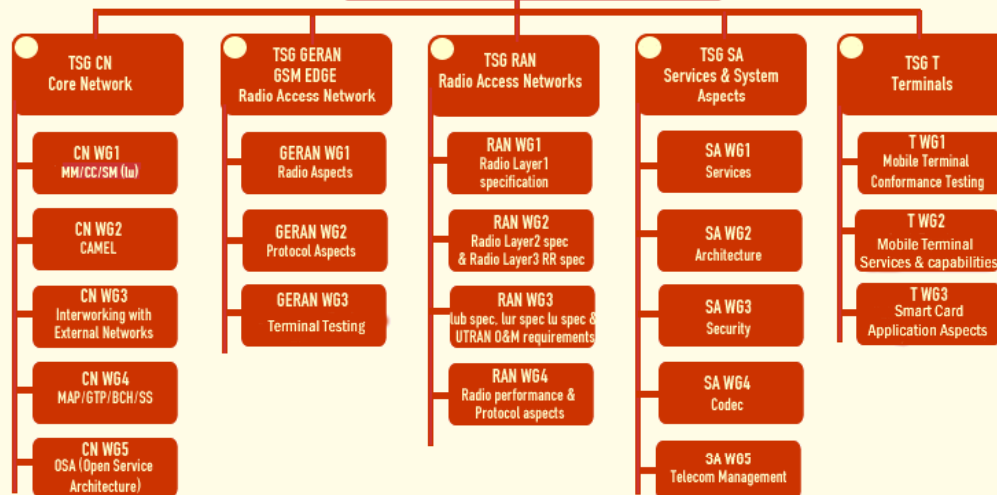 TSG CN
Core Network
CN WG1
MM/CC/SM (lu)
CN WG2
CAMEL
CN WG3
Interworking with
External Networks
CN WG4
MAP/GTP/BCH/SS
CN WG5
OSA (Open Service
Architecture)
TSG GERAN
GSM EDGE
Radio Access Network
GERAN WG1
Radio Aspects
GERAN WG2
Protocol Aspects
GERAN WG3
Terminal Testing
TSG RAN
Radio Access Networks
RAN WG1
Radio Layer1
specification
RAN WG2
Radio Layer2 spec
& Radio Layer3 RR spec
RAN WG3
lub spec, lur spec lu spec &
UTRAN O&M requirements
RAN WG4
Radio performance &
Protocol aspects
TSG SA
Services & System
Aspects
SA WG1
Services
SA WG2
Architecture
SA WG3
Security
SA WG4
Codec
SA WG5
Telecom Management
TSG T
Terminals
T WG1
Mobile Terminal
Conformance Testing
T WG2
Mobile Terminal
Services & capabilities
T WG3
Smart Card
Application Aspects